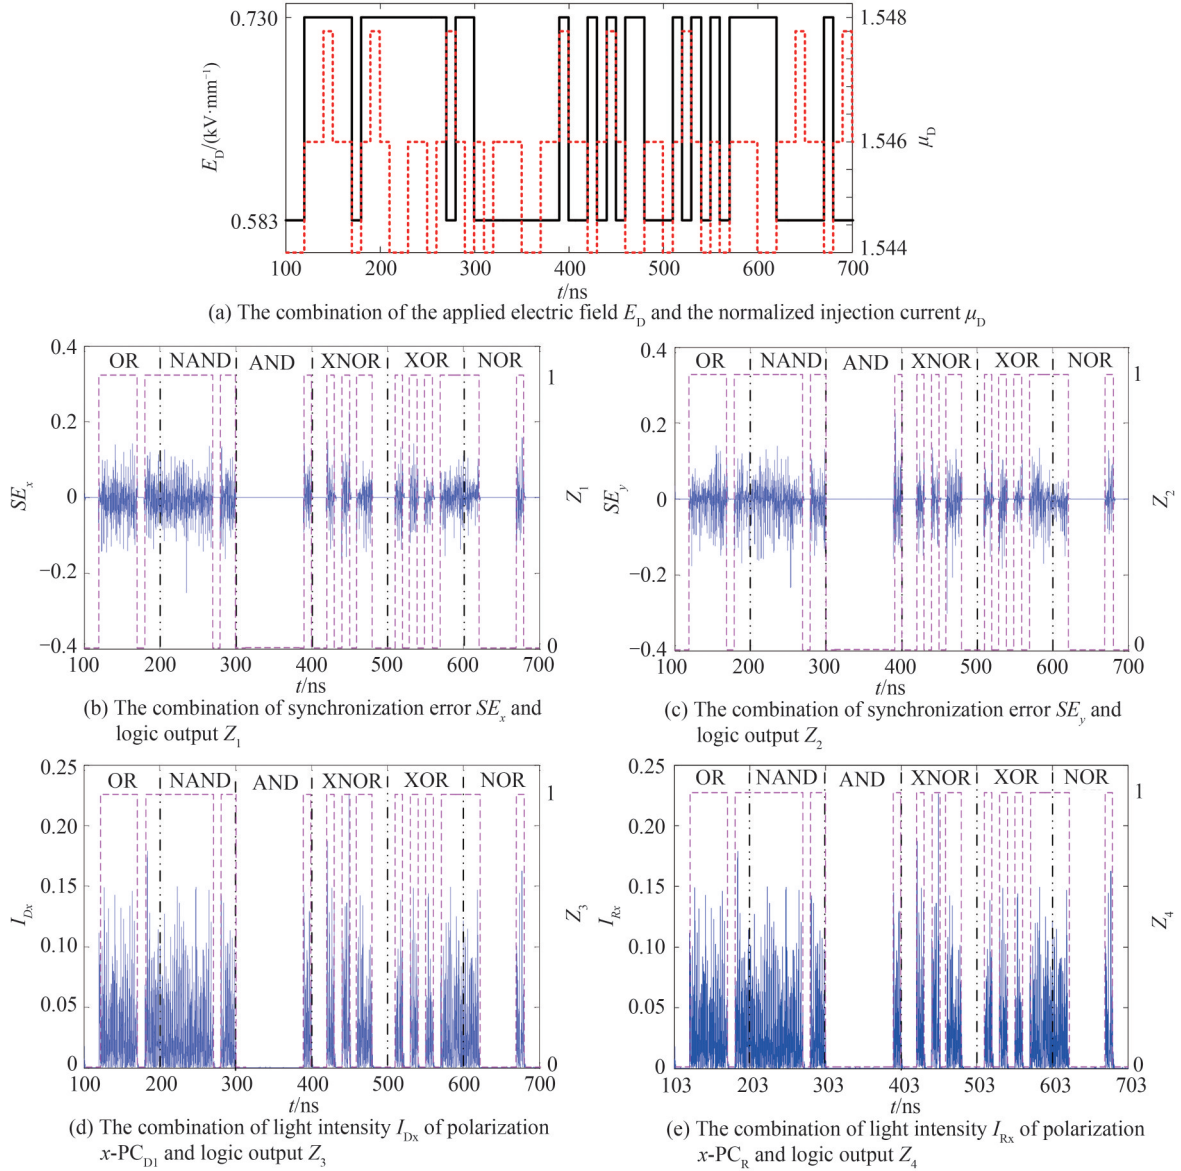 0.730
0.583
E_D/(kV·mm⁻¹)
1.548
1.546
1.544
μ_D
100 200 300 400 500 600 700
t/ns
(a) The combination of the applied electric field E_D and the normalized injection current μ_D
0.4
0.2
0
−0.2
−0.4
SE_x
OR NAND AND XNOR XOR NOR
1
0
Z_1
100 200 300 400 500 600 700
t/ns
(b) The combination of synchronization error SE_x and
logic output Z_1
0.4
0.2
0
−0.2
−0.4
SE_y
OR NAND AND XNOR XOR NOR
1
0
Z_2
100 200 300 400 500 600 700
t/ns
(c) The combination of synchronization error SE_y and
logic output Z_2
0.25
0.20
0.15
0.10
0.05
0
I_Dx
OR NAND AND XNOR XOR NOR
1
0
Z_3
100 200 300 400 500 600 700
t/ns
(d) The combination of light intensity I_Dx of polarization
x-PC_D1 and logic output Z_3
0.25
0.20
0.15
0.10
0.05
0
I_Rx
OR NAND AND XNOR XOR NOR
1
0
Z_4
103 203 303 403 503 603 703
t/ns
(e) The combination of light intensity I_Rx of polarization
x-PC_R and logic output Z_4